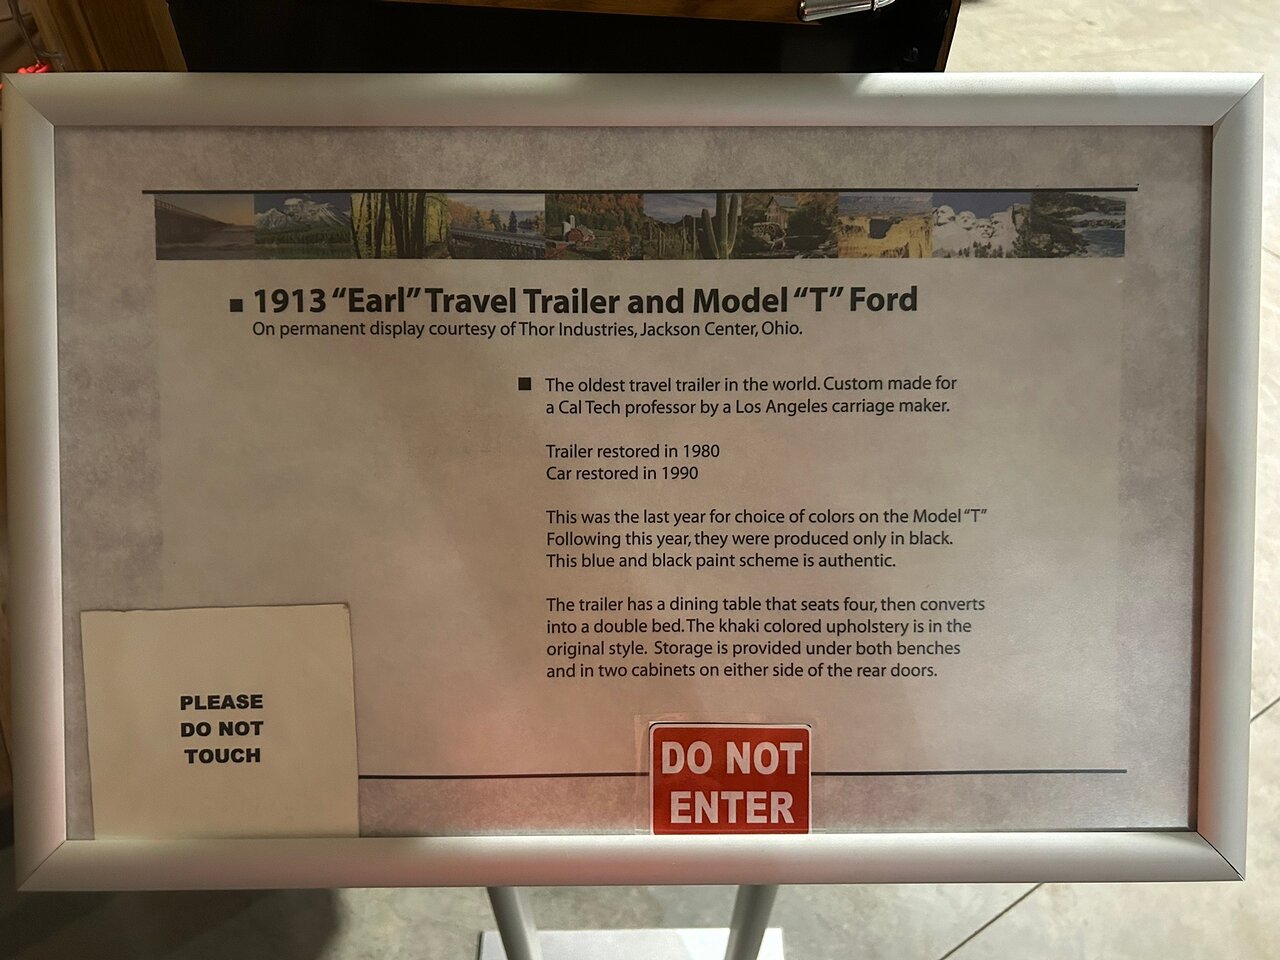 1913 “Earl” Travel Trailer and Model “T” Ford
On permanent display courtesy of Thor Industries, Jackson Center, Ohio.
The oldest travel trailer in the world. Custom made for
a Cal Tech professor by a Los Angeles carriage maker.
Trailer restored in 1980
Car restored in 1990
This was the last year for choice of colors on the Model “T”
Following this year, they were produced only in black.
This blue and black paint scheme is authentic.
The trailer has a dining table that seats four, then converts
into a double bed. The khaki colored upholstery is in the
original style. Storage is provided under both benches
and in two cabinets on either side of the rear doors.
PLEASE
DO NOT
TOUCH
DO NOT
ENTER